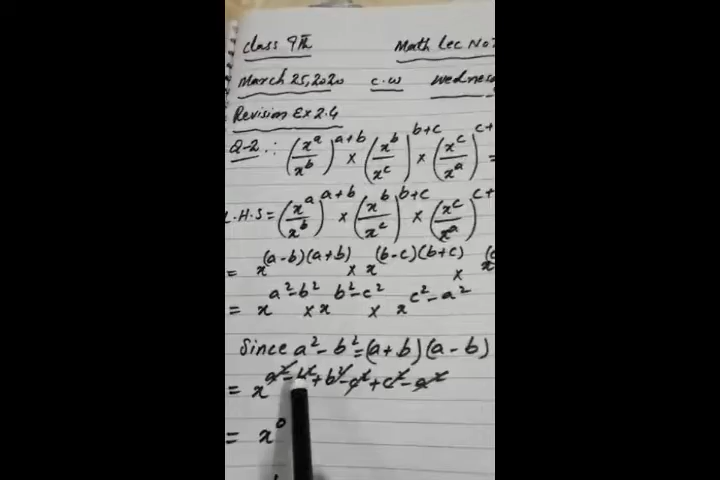 class 9th Math Lec No
March 25, 2020 c.w Wednes
Revision Ex 2.4
Q-2 ∴ (x^a/x^b)^a+b × (x^b/x^c)^b+c × (x^c/x^a)^c+ =
L.H.S = (x^a/x^b)^a+b × (x^b/x^c)^b+c × (x^c/x^a)^c+
= x^(a-b)(a+b) × x^(b-c)(b+c) × x^(c
= x^a²-b² × x^b²-c² × x^c²-a²
Since a²-b²=(a+b)(a-b)
= x^a²-b²+b²-c²+c²-a²
= x^0